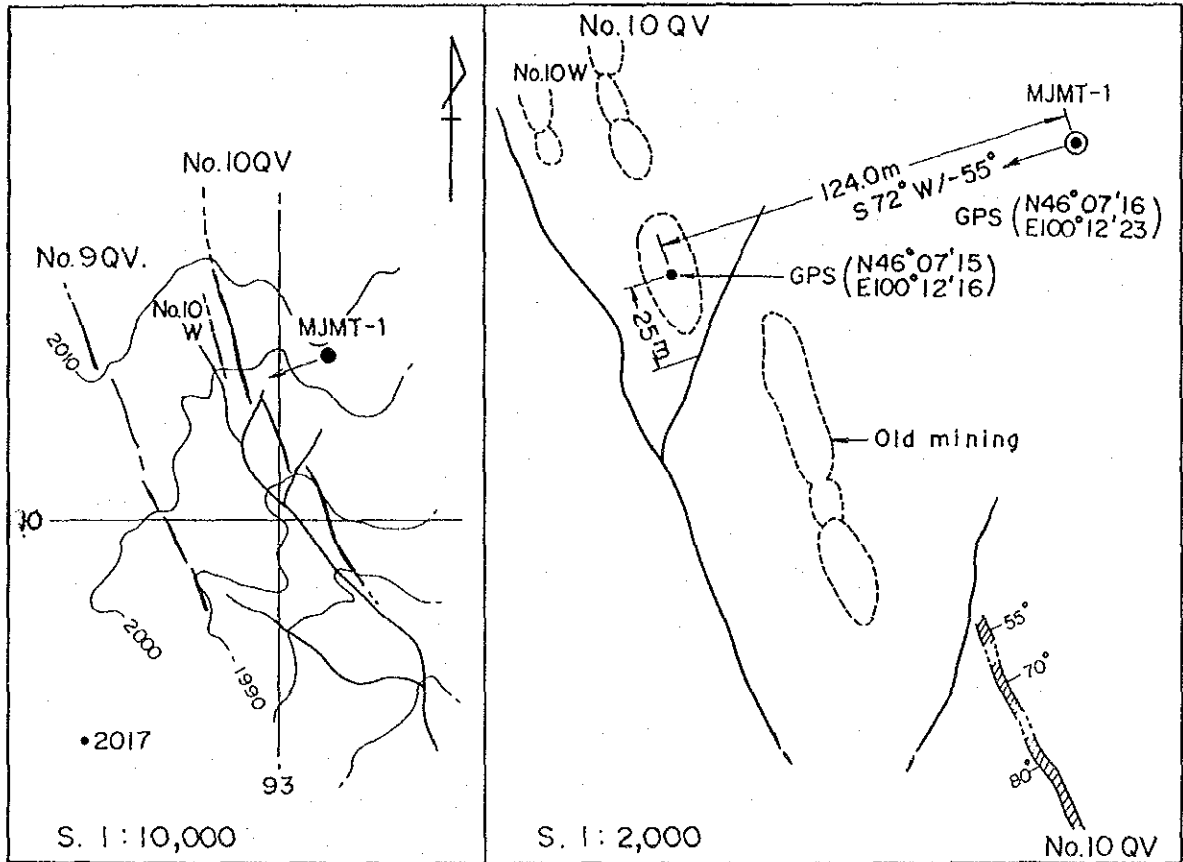 No.10QV
No.9QV.
No.10
W
MJMT-1
2010
10
2000
1990
•2017
93
S. 1:10,000
No.10 QV
No.10W
MJMT-1
124.0m
S72°W/-55°
GPS (N46°07'16
E100°12'23)
GPS (N46°07'15
E100°12'16)
25m
Old mining
55°
70°
80°
S. 1:2,000
No.10 QV